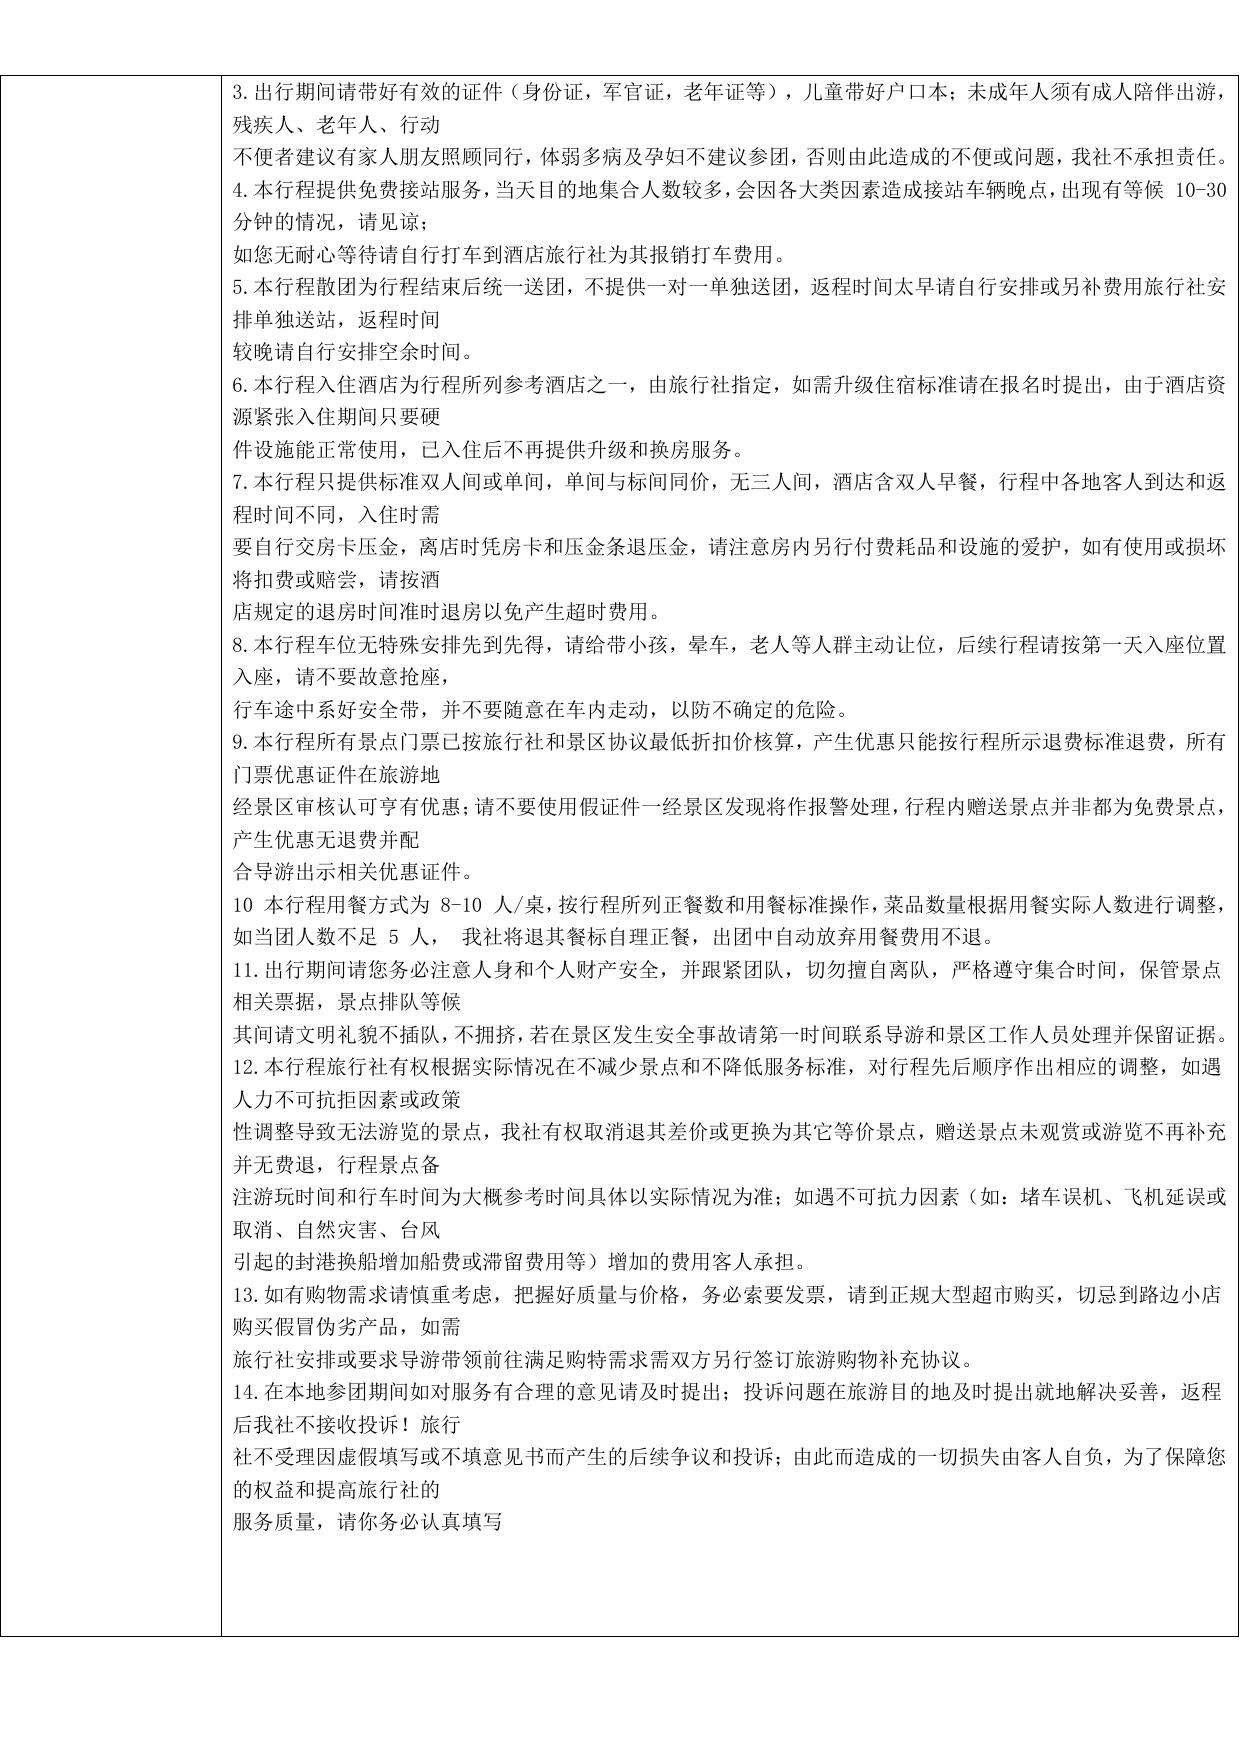 3.出行期间请带好有效的证件（身份证，军官证，老年证等），儿童带好户口本；未成年人须有成人陪伴出游，
残疾人、老年人、行动
不便者建议有家人朋友照顾同行，体弱多病及孕妇不建议参团，否则由此造成的不便或问题，我社不承担责任。
4.本行程提供免费接站服务，当天目的地集合人数较多，会因各大类因素造成接站车辆晚点，出现有等候 10-30
分钟的情况，请见谅；
如您无耐心等待请自行打车到酒店旅行社为其报销打车费用。
5.本行程散团为行程结束后统一送团，不提供一对一单独送团，返程时间太早请自行安排或另补费用旅行社安
排单独送站，返程时间
较晚请自行安排空余时间。
6.本行程入住酒店为行程所列参考酒店之一，由旅行社指定，如需升级住宿标准请在报名时提出，由于酒店资
源紧张入住期间只要硬
件设施能正常使用，已入住后不再提供升级和换房服务。
7.本行程只提供标准双人间或单间，单间与标间同价，无三人间，酒店含双人早餐，行程中各地客人到达和返
程时间不同，入住时需
要自行交房卡压金，离店时凭房卡和压金条退压金，请注意房内另行付费耗品和设施的爱护，如有使用或损坏
将扣费或赔尝，请按酒
店规定的退房时间准时退房以免产生超时费用。
8.本行程车位无特殊安排先到先得，请给带小孩，晕车，老人等人群主动让位，后续行程请按第一天入座位置
入座，请不要故意抢座，
行车途中系好安全带，并不要随意在车内走动，以防不确定的危险。
9.本行程所有景点门票已按旅行社和景区协议最低折扣价核算，产生优惠只能按行程所示退费标准退费，所有
门票优惠证件在旅游地
经景区审核认可享有优惠；请不要使用假证件一经景区发现将作报警处理，行程内赠送景点并非都为免费景点，
产生优惠无退费并配
合导游出示相关优惠证件。
10 本行程用餐方式为 8-10 人/桌，按行程所列正餐数和用餐标准操作，菜品数量根据用餐实际人数进行调整，
如当团人数不足 5 人， 我社将退其餐标自理正餐，出团中自动放弃用餐费用不退。
11.出行期间请您务必注意人身和个人财产安全，并跟紧团队，切勿擅自离队，严格遵守集合时间，保管景点
相关票据，景点排队等候
其间请文明礼貌不插队，不拥挤，若在景区发生安全事故请第一时间联系导游和景区工作人员处理并保留证据。
12.本行程旅行社有权根据实际情况在不减少景点和不降低服务标准，对行程先后顺序作出相应的调整，如遇
人力不可抗拒因素或政策
性调整导致无法游览的景点，我社有权取消退其差价或更换为其它等价景点，赠送景点未观赏或游览不再补充
并无费退，行程景点备
注游玩时间和行车时间为大概参考时间具体以实际情况为准；如遇不可抗力因素（如：堵车误机、飞机延误或
取消、自然灾害、台风
引起的封港换船增加船费或滞留费用等）增加的费用客人承担。
13.如有购物需求请慎重考虑，把握好质量与价格，务必索要发票，请到正规大型超市购买，切忌到路边小店
购买假冒伪劣产品，如需
旅行社安排或要求导游带领前往满足购特需求需双方另行签订旅游购物补充协议。
14.在本地参团期间如对服务有合理的意见请及时提出；投诉问题在旅游目的地及时提出就地解决妥善，返程
后我社不接收投诉！旅行
社不受理因虚假填写或不填意见书而产生的后续争议和投诉；由此而造成的一切损失由客人自负，为了保障您
的权益和提高旅行社的
服务质量，请你务必认真填写